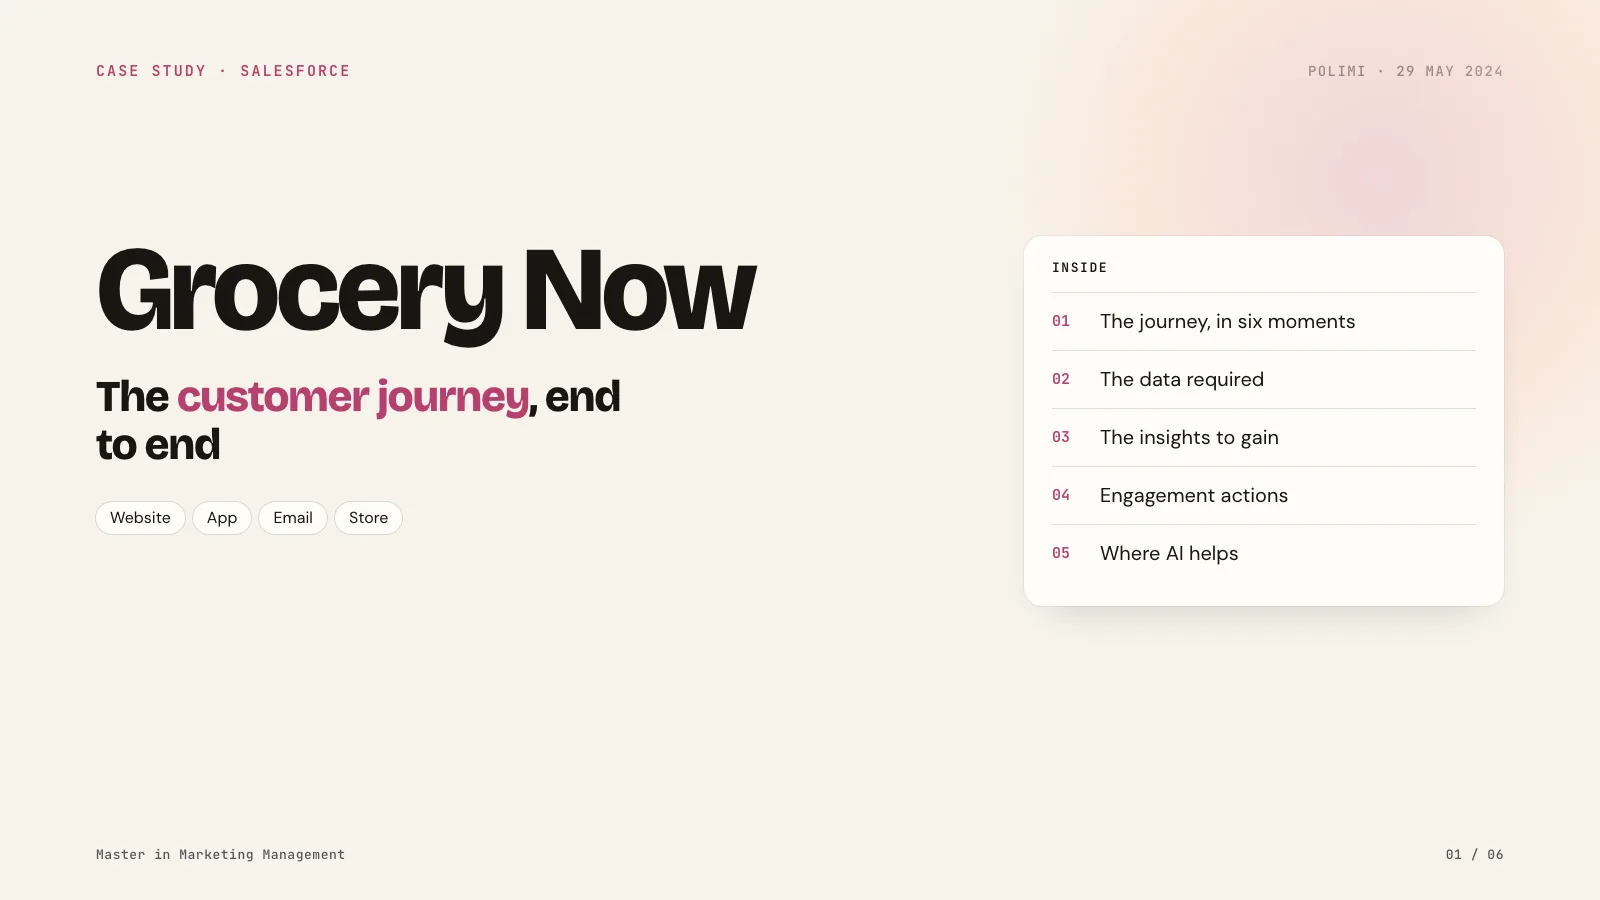 CASE STUDY · SALESFORCE
POLIMI · 29 MAY 2024
Grocery Now
The customer journey, end
to end
Website
App
Email
Store
INSIDE
01 The journey, in six moments
02 The data required
03 The insights to gain
04 Engagement actions
05 Where AI helps
Master in Marketing Management
01 / 06